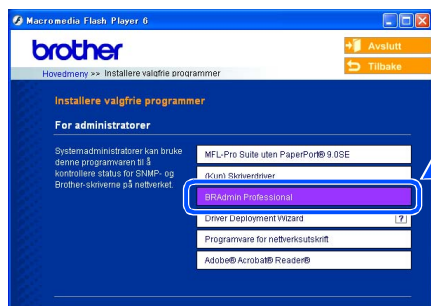 Macromedia Flash Player 6
brother
Avslutt
Tilbake
Hovedmeny >> Installere valgfrie programmer
Installere valgfrie programmer
For administratorer
Systemadministratorer kan bruke
denne programvaren til å
kontrollere status for SNMP- og
Brother-skriverne på nettverket.
MFL-Pro Suite uten PaperPort® 9.0SE
(Kun) Skriverdriver
BRAdmin Professional
Driver Deployment Wizard
?
Programvare for nettverksutskrift
Adobe® Acrobat® Reader®